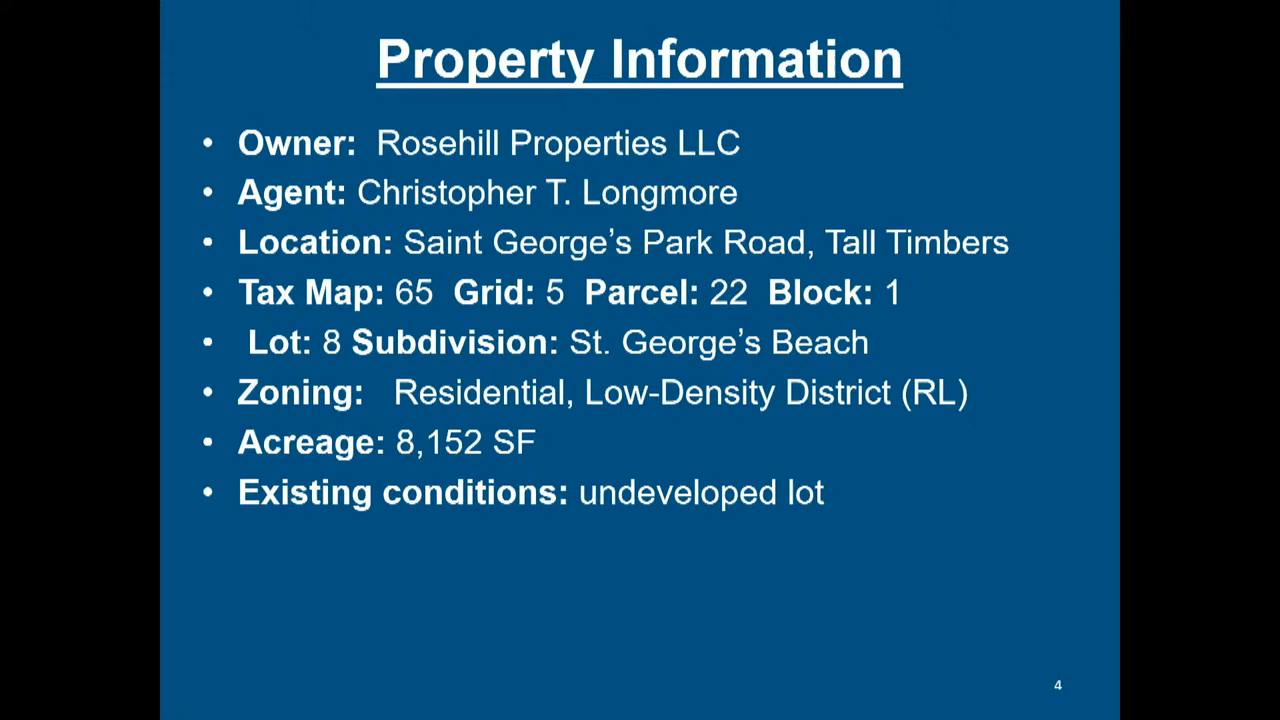 Property Information
• Owner: Rosehill Properties LLC
• Agent: Christopher T. Longmore
• Location: Saint George’s Park Road, Tall Timbers
• Tax Map: 65 Grid: 5 Parcel: 22 Block: 1
• Lot: 8 Subdivision: St. George’s Beach
• Zoning: Residential, Low-Density District (RL)
• Acreage: 8,152 SF
• Existing conditions: undeveloped lot
4